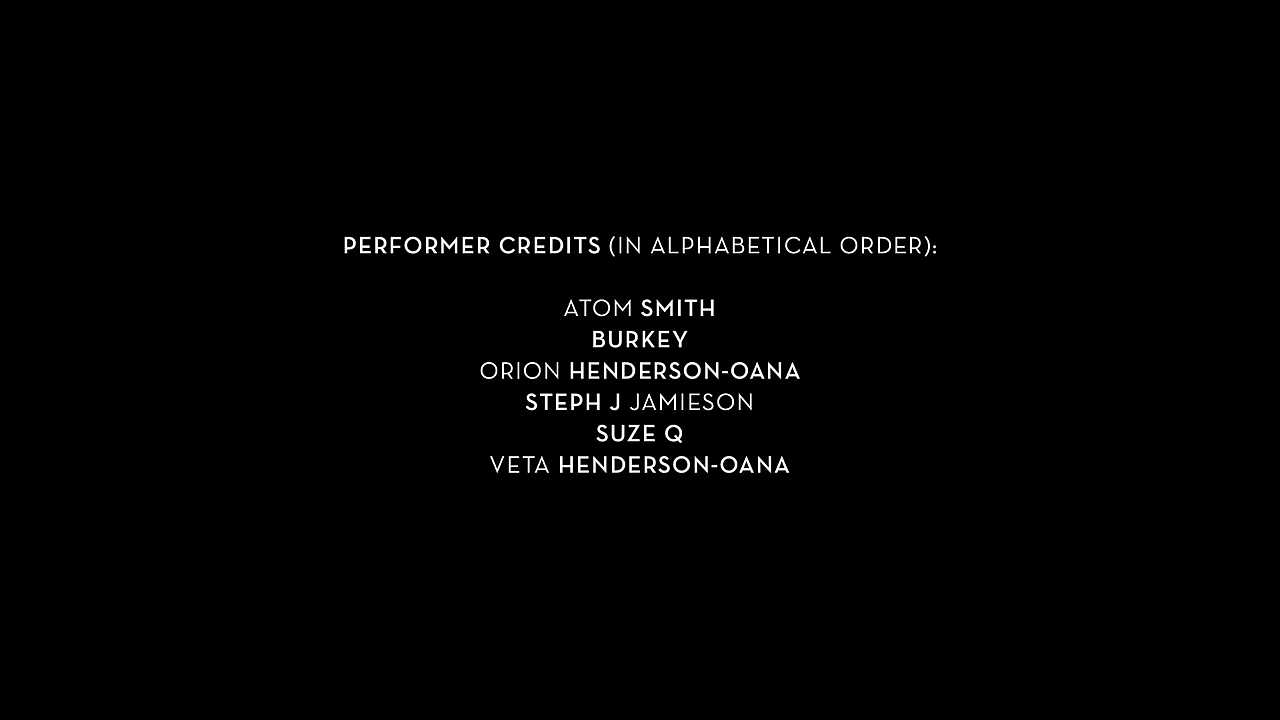 PERFORMER CREDITS (IN ALPHABETICAL ORDER):
ATOM SMITH
BURKEY
ORION HENDERSON-OANA
STEPH J JAMIESON
SUZE Q
VETA HENDERSON-OANA